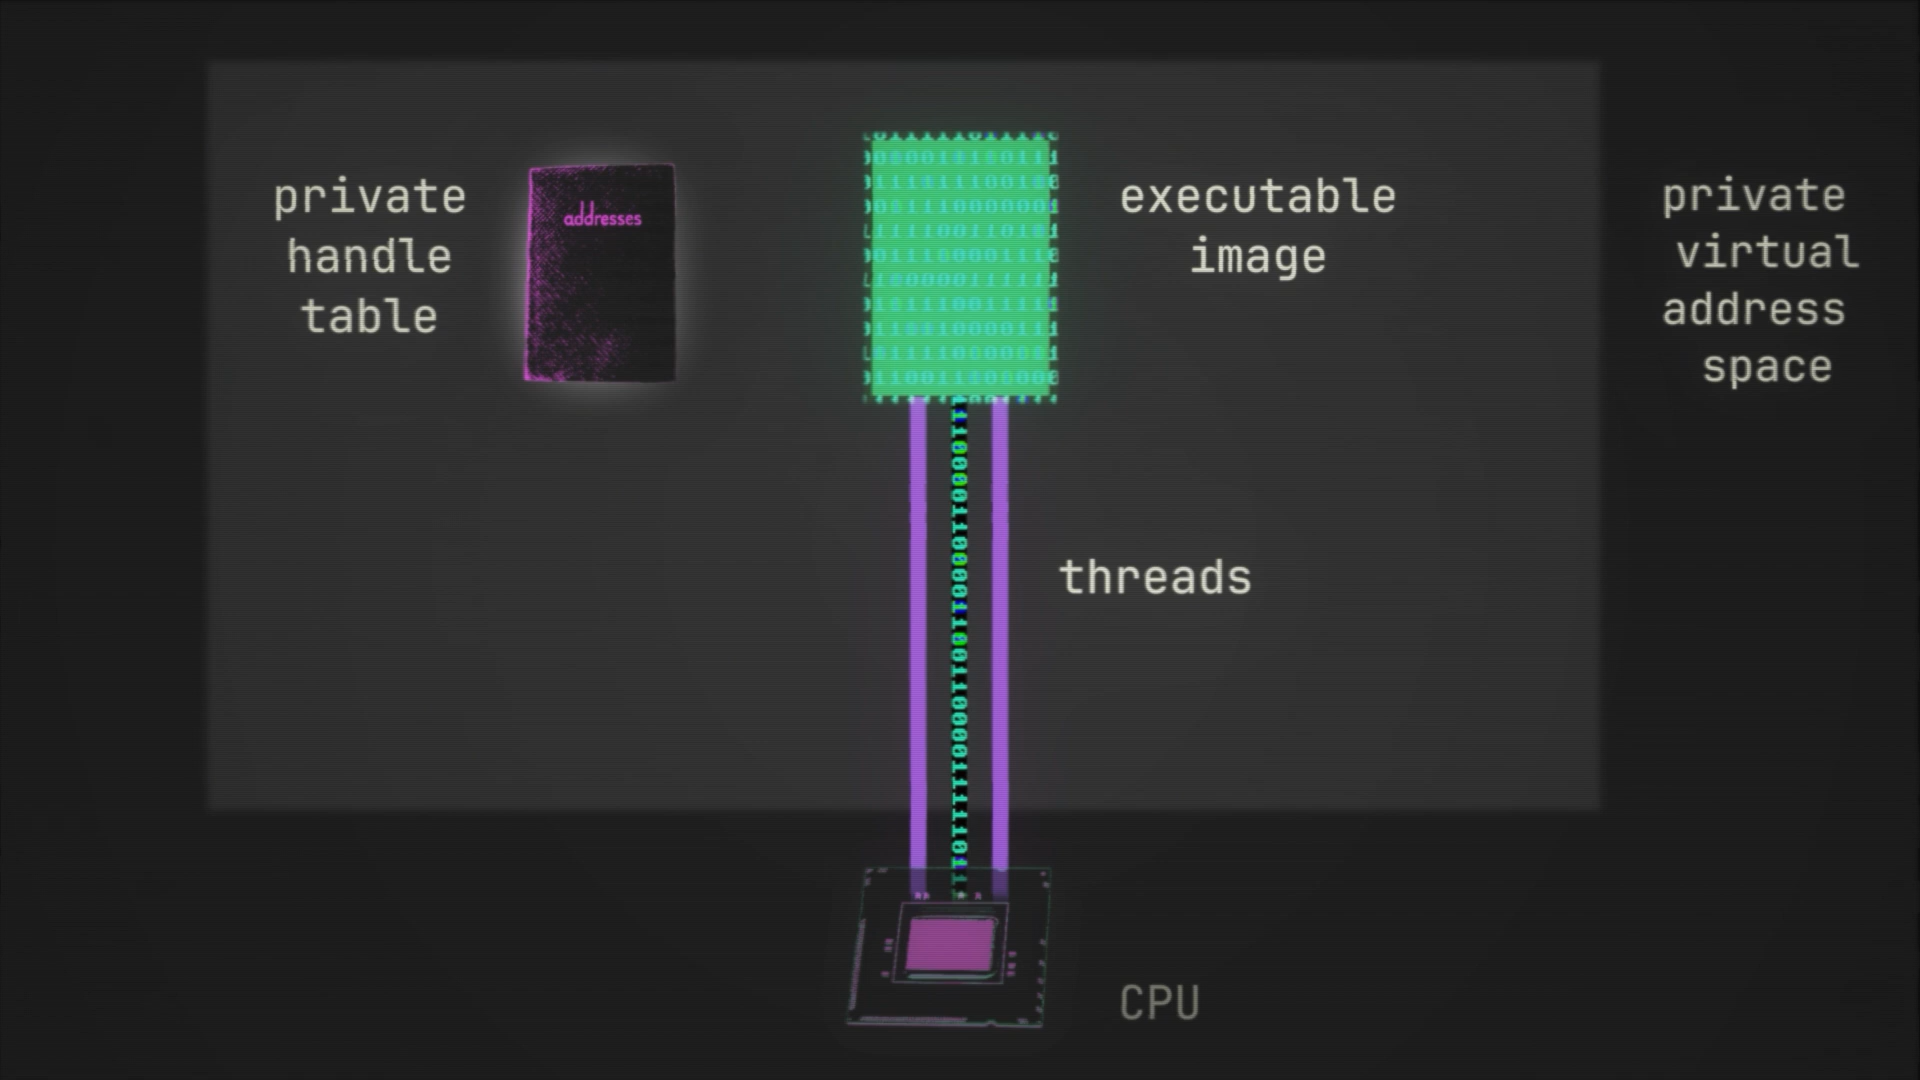 private
handle
table
addresses
executable
image
private
virtual
address
space
threads
CPU